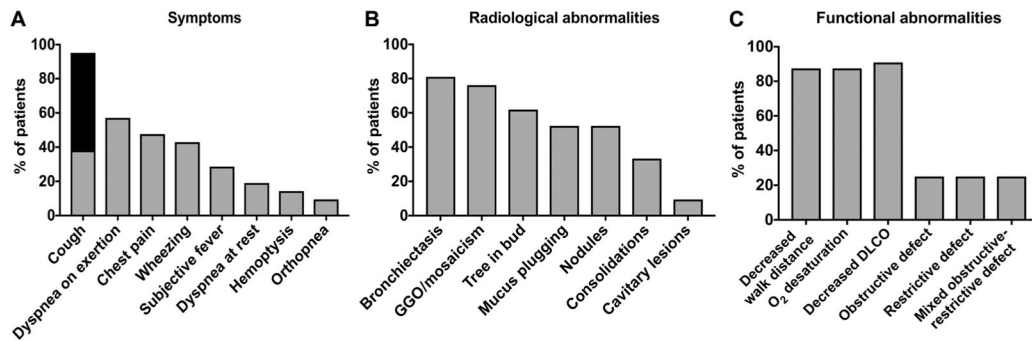 A
Symptoms
% of patients
100
80
60
40
20
0
Cough
Dyspnea on exertion
Chest pain
Wheezing
Subjective fever
Dyspnea at rest
Hemoptysis
Orthopnea
B
Radiological abnormalities
% of patients
100
80
60
40
20
0
Bronchiectasis
GGO/mosaicism
Tree in bud
Mucus plugging
Nodules
Consolidations
Cavitary lesions
C
Functional abnormalities
% of patients
100
80
60
40
20
0
Decreased
walk distance
O₂ desaturation
Decreased DLCO
Obstructive defect
Restrictive defect
Mixed obstructive-
restrictive defect